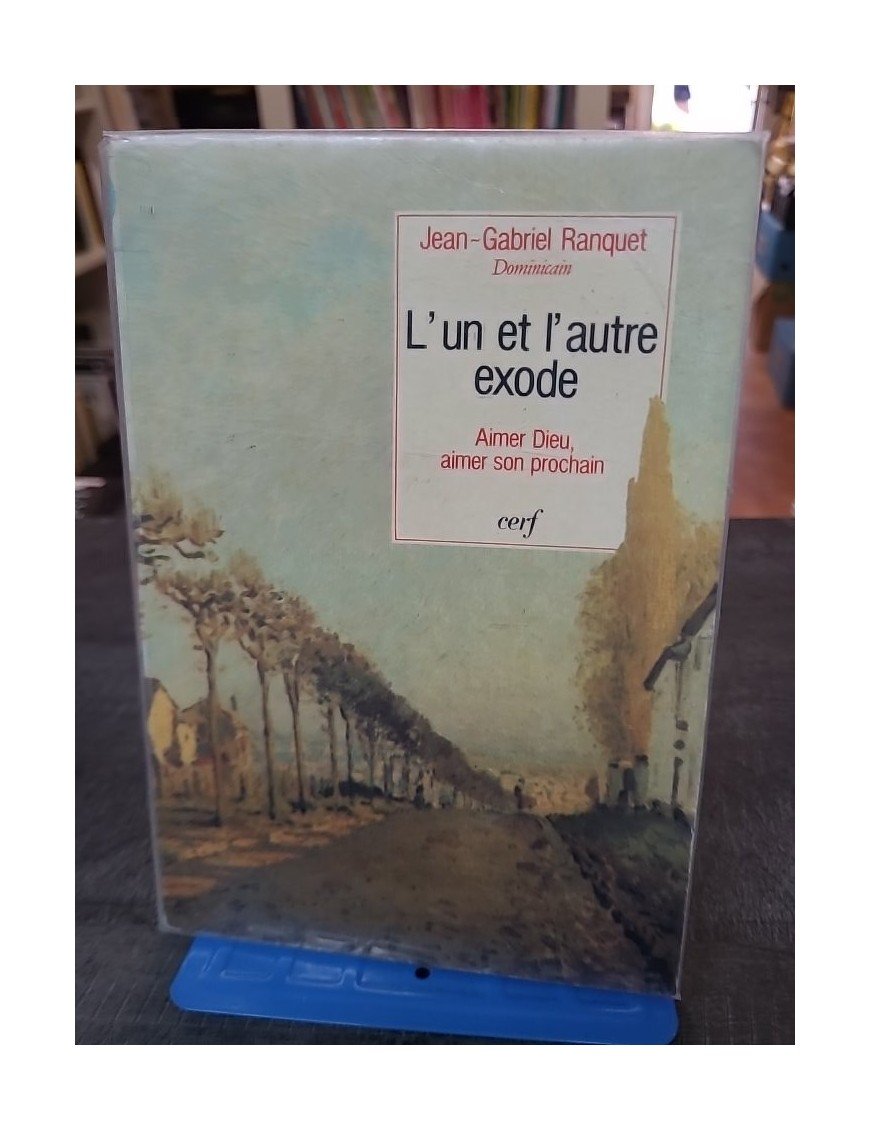 Jean-Gabriel Ranquet
Dominicain
L'un et l'autre
exode
Aimer Dieu,
aimer son prochain
cerf